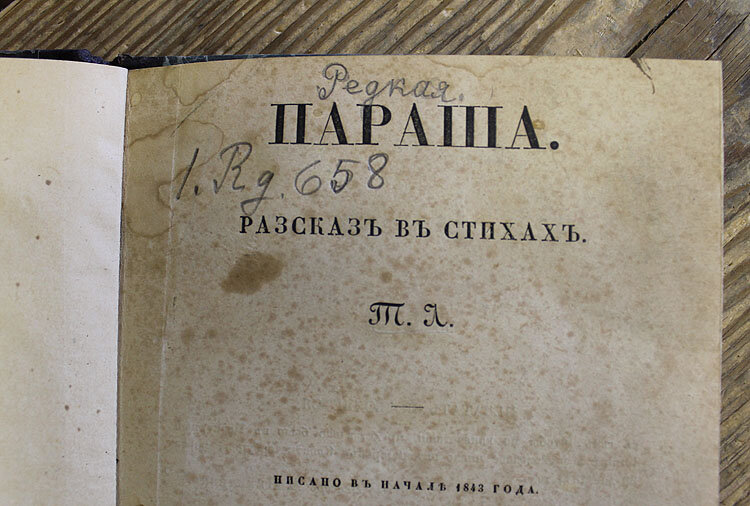 Редкая.
ПАРАША.
1. Rg. 658
РАЗСКАЗЪ ВЪ СТИХАХЪ.
Т. Л.
ПИСАНО ВЪ НАЧАЛѢ 1843 ГОДА.